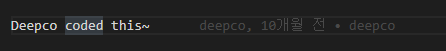 Deepco coded this~ deepco, 10개월 전 • deepco